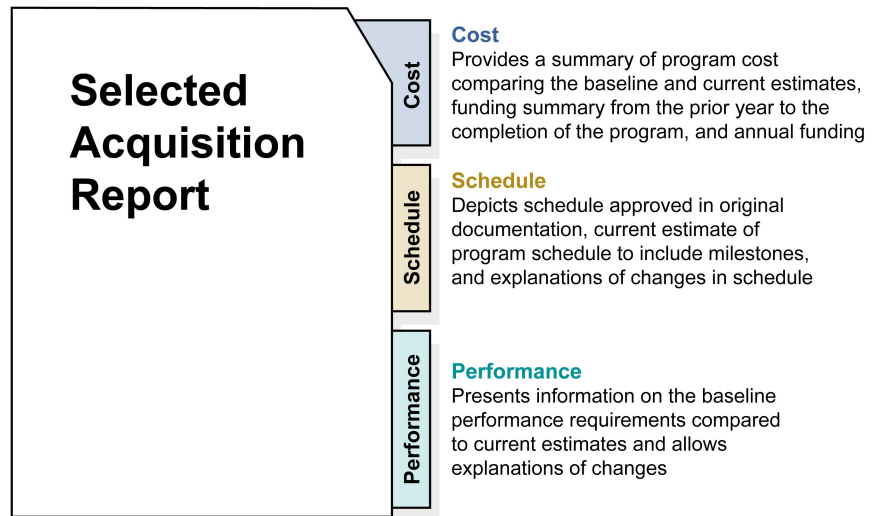 Selected
Acquisition
Report
Cost
Cost
Provides a summary of program cost
comparing the baseline and current estimates,
funding summary from the prior year to the
completion of the program, and annual funding
Schedule
Schedule
Depicts schedule approved in original
documentation, current estimate of
program schedule to include milestones,
and explanations of changes in schedule
Performance
Performance
Presents information on the baseline
performance requirements compared
to current estimates and allows
explanations of changes